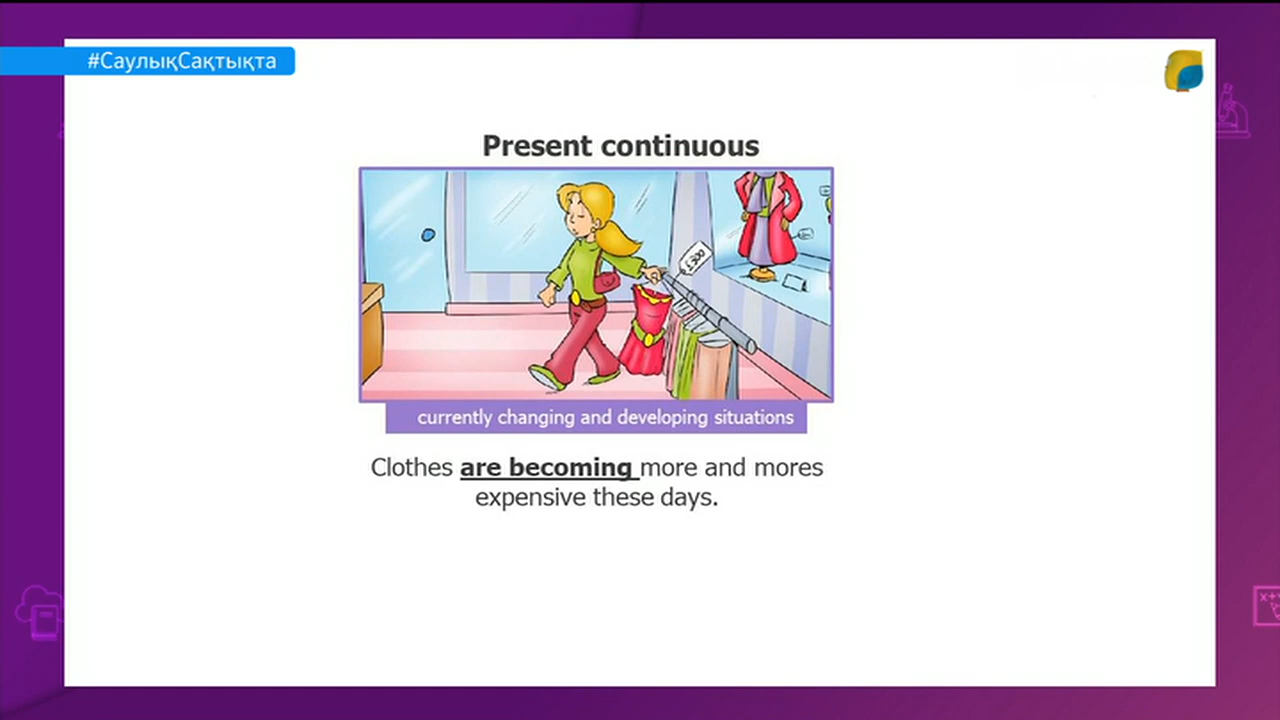 #СаулықСақтықта
Present continuous
currently changing and developing situations
Clothes are becoming more and mores
expensive these days.